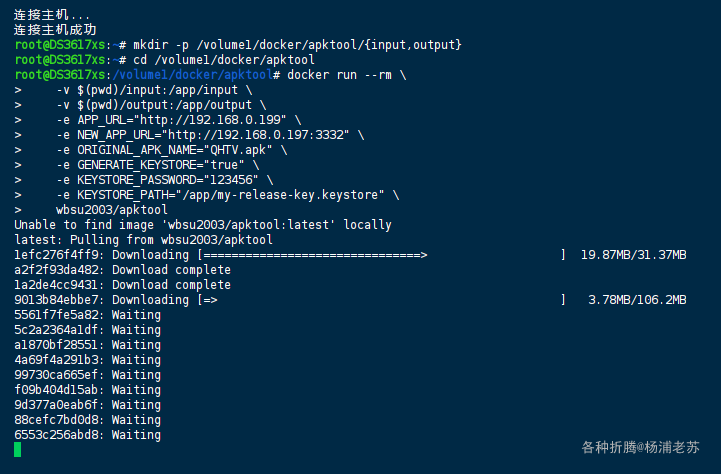 连接主机...
连接主机成功
root@DS3617xs:~# mkdir -p /volume1/docker/apktool/{input,output}
root@DS3617xs:~# cd /volume1/docker/apktool
root@DS3617xs:/volume1/docker/apktool# docker run --rm \
>     -v $(pwd)/input:/app/input \
>     -v $(pwd)/output:/app/output \
>     -e APP_URL="http://192.168.0.199" \
>     -e NEW_APP_URL="http://192.168.0.197:3332" \
>     -e ORIGINAL_APK_NAME="QHTV.apk" \
>     -e GENERATE_KEYSTORE="true" \
>     -e KEYSTORE_PASSWORD="123456" \
>     -e KEYSTORE_PATH="/app/my-release-key.keystore" \
>     wbsu2003/apktool
Unable to find image 'wbsu2003/apktool:latest' locally
latest: Pulling from wbsu2003/apktool
1efc276f4ff9: Downloading [===============================>                   ]  19.87MB/31.37MB
a2f2f93da482: Download complete
1a2de4cc9431: Download complete
9013b84ebbe7: Downloading [=>                                                 ]   3.78MB/106.2MB
5561f7fe5a82: Waiting
5c2a2364a1df: Waiting
a1870bf28551: Waiting
4a69f4a291b3: Waiting
99730ca665ef: Waiting
f09b404d15ab: Waiting
9d377a0eab6f: Waiting
88cefc7bd0d8: Waiting
6553c256abd8: Waiting
各种折腾@杨浦老苏